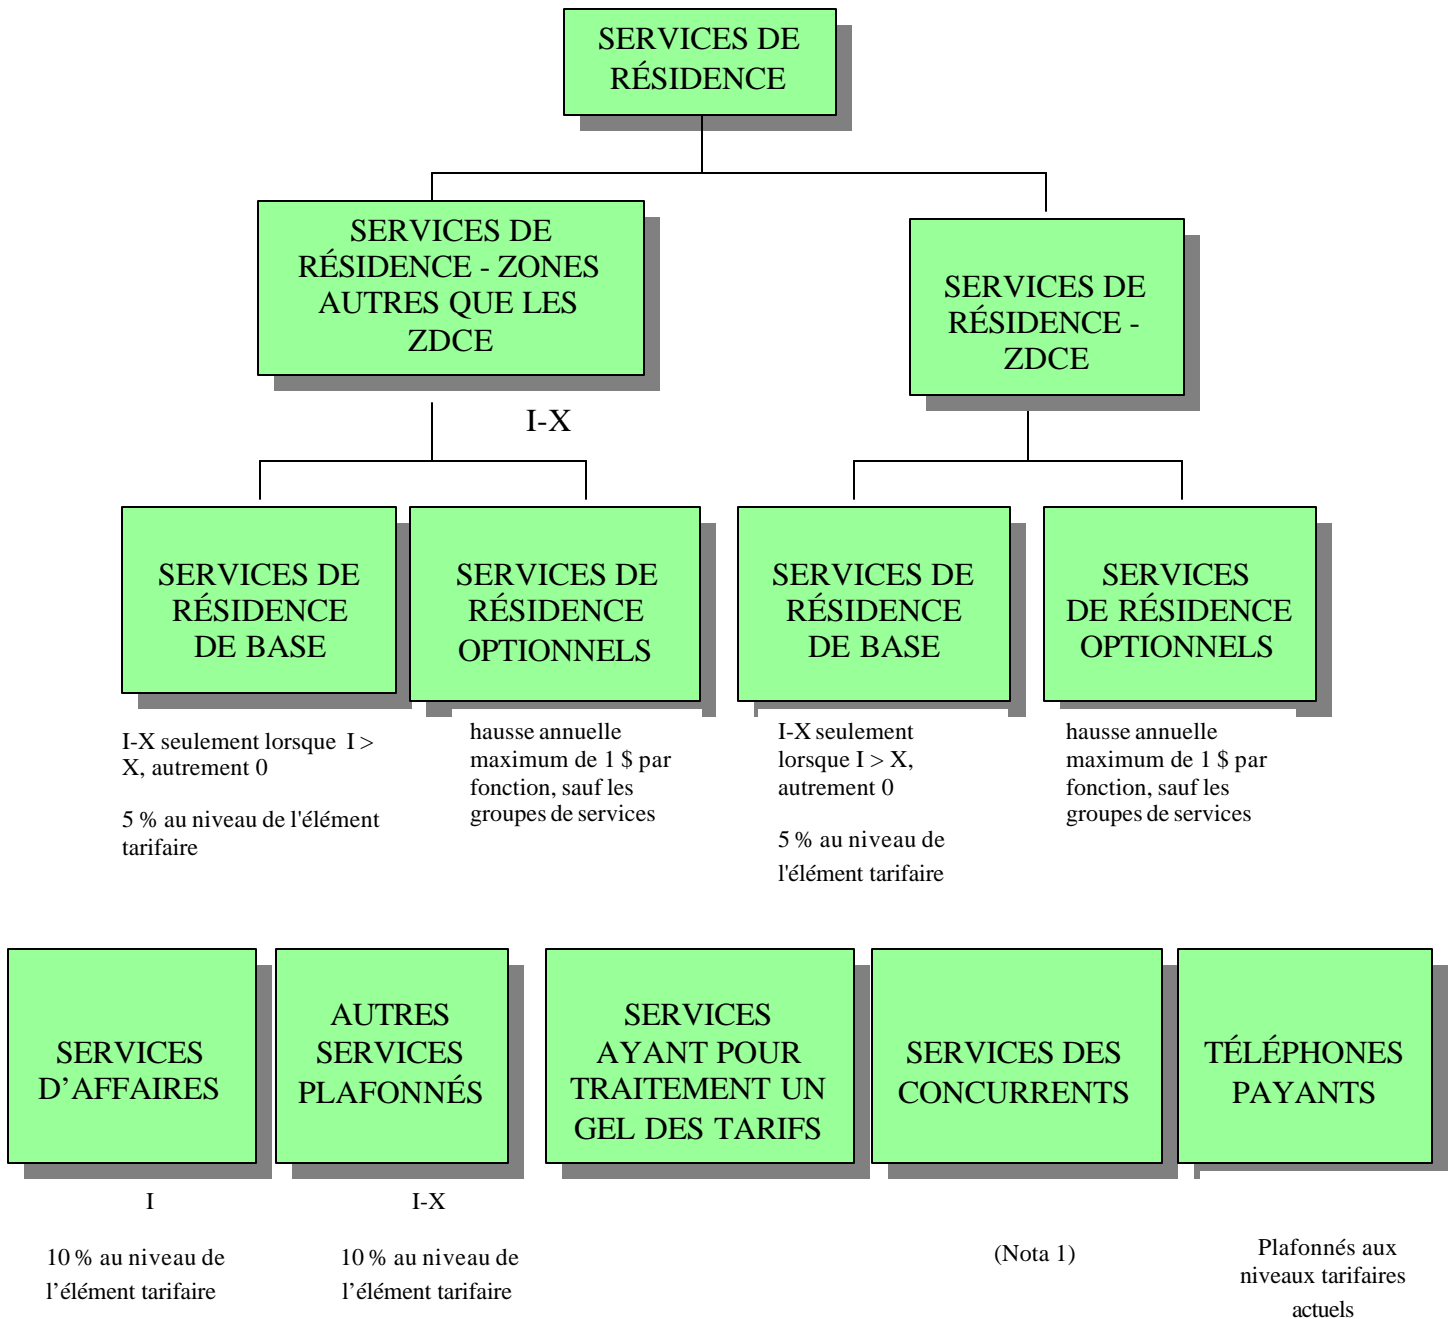 SERVICES DE
RÉSIDENCE
SERVICES DE
RÉSIDENCE - ZONES
AUTRES QUE LES
ZDCE
SERVICES DE
RÉSIDENCE -
ZDCE
I-X
SERVICES DE
RÉSIDENCE
DE BASE
SERVICES DE
RÉSIDENCE
OPTIONNELS
SERVICES DE
RÉSIDENCE
DE BASE
SERVICES
DE RÉSIDENCE
OPTIONNELS
I-X seulement lorsque I >
X, autrement 0
5 % au niveau de l'élément
tarifaire
hausse annuelle
maximum de 1 $ par
fonction, sauf les
groupes de services
I-X seulement
lorsque I > X,
autrement 0
5 % au niveau de
l'élément tarifaire
hausse annuelle
maximum de 1 $ par
fonction, sauf les
groupes de services
SERVICES
D’AFFAIRES
AUTRES
SERVICES
PLAFONNÉS
SERVICES
AYANT POUR
TRAITEMENT UN
GEL DES TARIFS
SERVICES DES
CONCURRENTS
TÉLÉPHONES
PAYANTS
I
10 % au niveau de
l’élément tarifaire
I-X
10 % au niveau de
l’élément tarifaire
(Nota 1)
Plafonnés aux
niveaux tarifaires
actuels